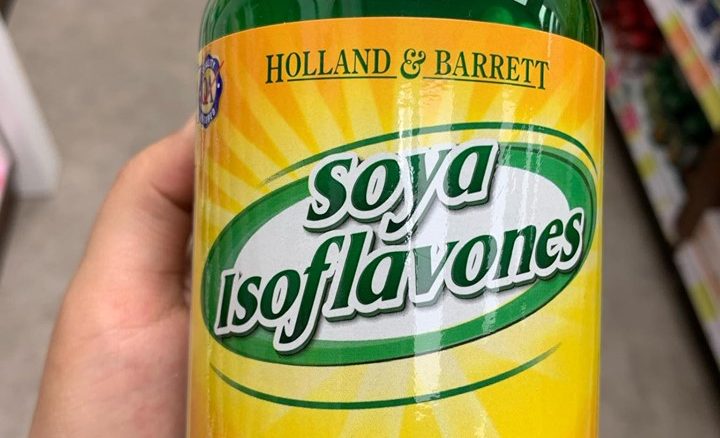 HOLLAND & BARRETT
Soya
Isoflavones